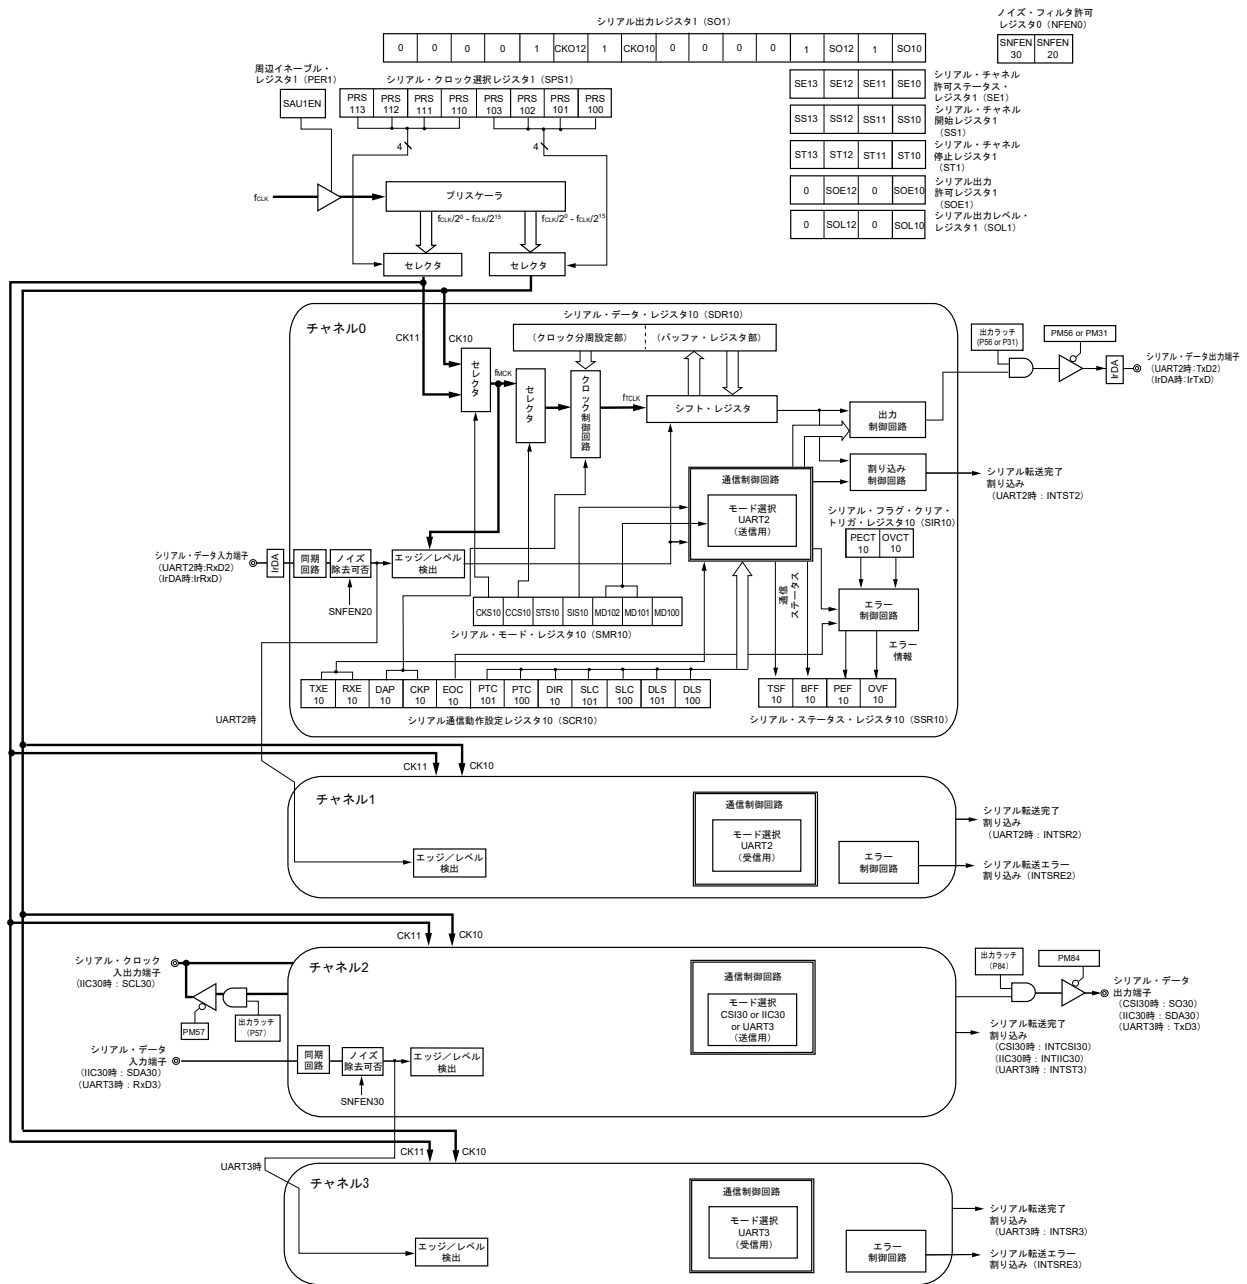 シリアル出力レジスタ1（SO1）
0 0 0 0 1 CKO12 1 CKO10 0 0 0 0 1 SO12 1 SO10
ノイズ・フィルタ許可
レジスタ0（NFEN0）
SNFEN SNFEN
30 20
周辺イネーブル・
レジスタ1（PER1）
SAU1EN
シリアル・クロック選択レジスタ1（SPS1）
PRS PRS PRS PRS PRS PRS PRS PRS
113 112 111 110 103 102 101 100
4 4
SE13 SE12 SE11 SE10
シリアル・チャネル
許可ステータス・
レジスタ1（SE1）
SS13 SS12 SS11 SS10
シリアル・チャネル
開始レジスタ1
（SS1）
ST13 ST12 ST11 ST10
シリアル・チャネル
停止レジスタ1
（ST1）
0 SOE12 0 SOE10
シリアル出力
許可レジスタ1
（SOE1）
0 SOL12 0 SOL10
シリアル出力レベル・
レジスタ1（SOL1）
fCLK
プリスケーラ
fCLK/2⁰ - fCLK/2¹⁵ fCLK/2⁰ - fCLK/2¹⁵
セレクタ セレクタ
チャネル0
CK11 CK10
シリアル・データ・レジスタ10（SDR10）
（クロック分周設定部） （バッファ・レジスタ部）
セレクタ
fMCK
セレクタ
クロック制御回路
fTCLK
シフト・レジスタ
出力
制御回路
割り込み
制御回路
出力ラッチ
(P56 or P31)
PM56 or PM31
IrDA
シリアル・データ出力端子
(UART2時:TxD2)
(IrDA時:IrTxD)
シリアル転送完了
割り込み
(UART2時：INTST2)
通信制御回路
モード選択
UART2
（送信用）
シリアル・フラグ・クリア・
トリガ・レジスタ10（SIR10）
PECT OVCT
10 10
シリアル・データ入力端子
(UART2時:RxD2)
(IrDA時:IrRxD)
IrDA
同期
回路
ノイズ
除去可否
エッジ／レベル
検出
SNFEN20
CKS10 CCS10 STS10 SIS10 MD102 MD101 MD100
シリアル・モード・レジスタ10（SMR10）
通信
ステータス
エラー
制御回路
エラー
情報
TXE RXE DAP CKP EOC PTC PTC DIR SLC SLC DLS DLS
10 10 10 10 10 101 100 10 101 100 101 100
シリアル通信動作設定レジスタ10（SCR10）
TSF BFF PEF OVF
10 10 10 10
シリアル・ステータス・レジスタ10（SSR10）
UART2時
CK11 CK10
チャネル1
通信制御回路
モード選択
UART2
（受信用）
エッジ／レベル
検出
エラー
制御回路
シリアル転送完了
割り込み
(UART2時：INTSR2)
シリアル転送エラー
割り込み（INTSRE2）
CK11 CK10
シリアル・クロック
入出力端子
(IIC30時：SCL30)
PM57
出力ラッチ
(P57)
シリアル・データ
入力端子
(IIC30時：SDA30)
(UART3時：RxD3)
チャネル2
同期
回路
ノイズ
除去可否
エッジ／レベル
検出
SNFEN30
通信制御回路
モード選択
CSI30 or IIC30
or UART3
（送信用）
出力ラッチ
(P84)
PM84
シリアル・データ
出力端子
(CSI30時：SO30)
(IIC30時：SDA30)
(UART3時：TxD3)
シリアル転送完了
割り込み
(CSI30時：INTCSI30)
(IIC30時：INTIIC30)
(UART3時：INTST3)
UART3時
CK11 CK10
チャネル3
通信制御回路
モード選択
UART3
（受信用）
エッジ／レベル
検出
エラー
制御回路
シリアル転送完了
割り込み
(UART3時：INTSR3)
シリアル転送エラー
割り込み（INTSRE3）